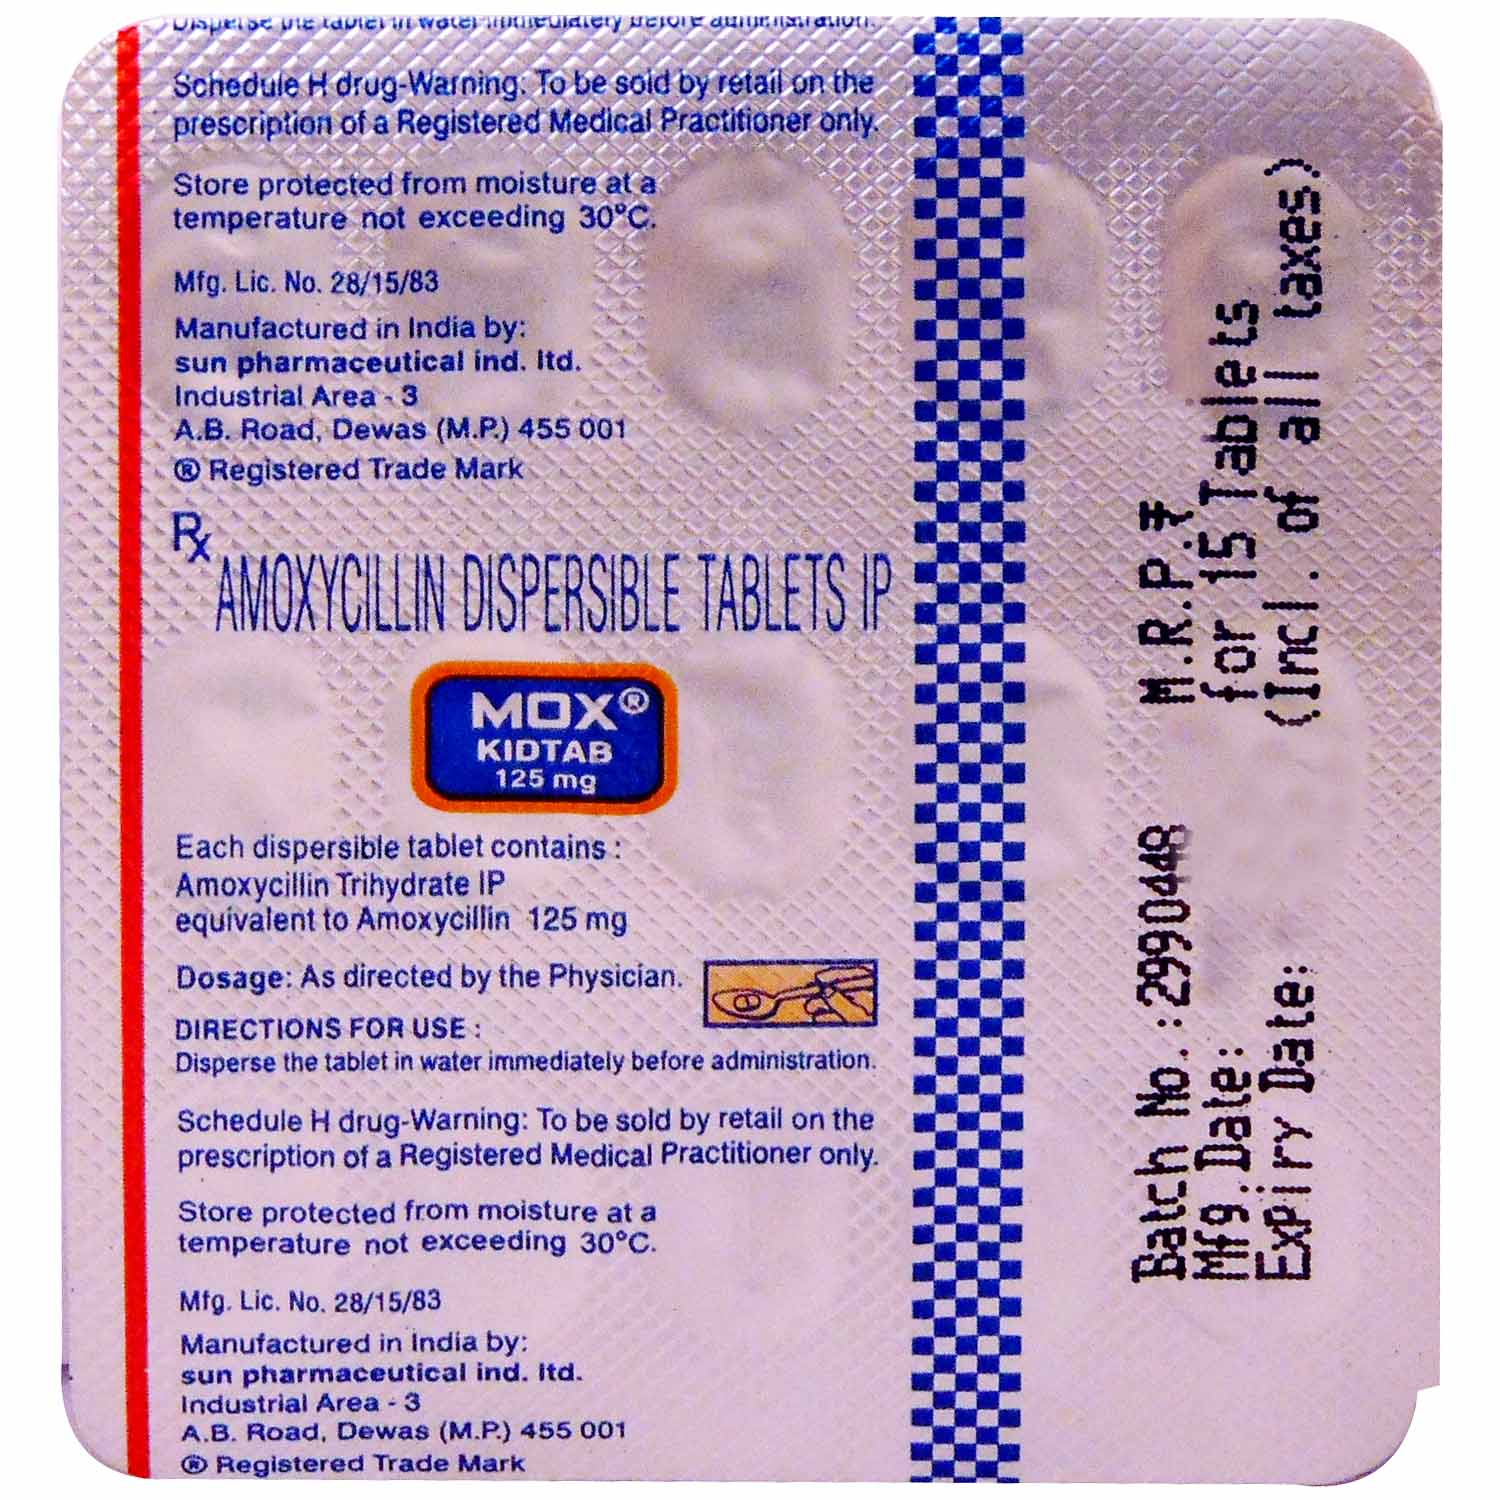 Disperse the tablet in water immediately before administration.
Schedule H drug-Warning: To be sold by retail on the
prescription of a Registered Medical Practitioner only.
Store protected from moisture at a
temperature not exceeding 30°C.
Mfg. Lic. No. 28/15/83
Manufactured in India by:
sun pharmaceutical ind. ltd.
Industrial Area - 3
A.B. Road, Dewas (M.P.) 455 001
® Registered Trade Mark
Rx
AMOXYCILLIN DISPERSIBLE TABLETS IP
MOX®
KIDTAB
125 mg
Each dispersible tablet contains :
Amoxycillin Trihydrate IP
equivalent to Amoxycillin 125 mg
Dosage: As directed by the Physician.
DIRECTIONS FOR USE :
Disperse the tablet in water immediately before administration.
Schedule H drug-Warning: To be sold by retail on the
prescription of a Registered Medical Practitioner only.
Store protected from moisture at a
temperature not exceeding 30°C.
Mfg. Lic. No. 28/15/83
Manufactured in India by:
sun pharmaceutical ind. ltd.
Industrial Area - 3
A.B. Road, Dewas (M.P.) 455 001
® Registered Trade Mark
Batch No.:2990448
Mfg.Date:
Expiry Date:
M.R.P.₹
for 15 Tablets
(Incl. of all taxes)